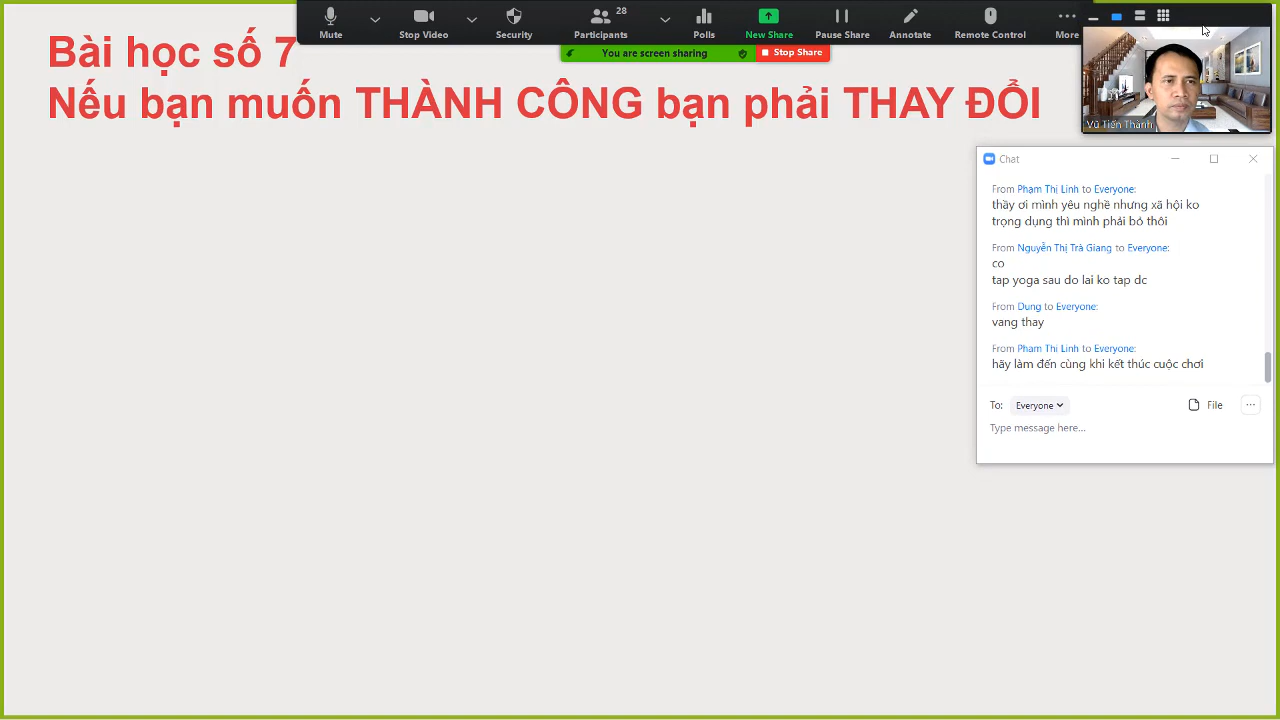 Bài học số 7
Nếu bạn muốn THÀNH CÔNG bạn phải THAY ĐỔI
Mute
Stop Video
Security
28
Participants
Polls
New Share
Pause Share
Annotate
Remote Control
More
You are screen sharing
Stop Share
Vũ Tiến Thành
Chat
From Phạm Thị Linh to Everyone:
thầy ơi mình yêu nghề nhưng xã hội ko
trọng dụng thì mình phải bỏ thôi
From Nguyễn Thị Trà Giang to Everyone:
co
tap yoga sau do lai ko tap dc
From Dung to Everyone:
vang thay
From Phạm Thị Linh to Everyone:
hãy làm đến cùng khi kết thúc cuộc chơi
To: Everyone
File
Type message here...